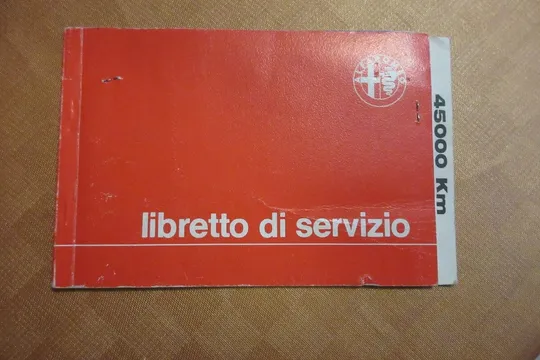 libretto di servizio
45000 Km